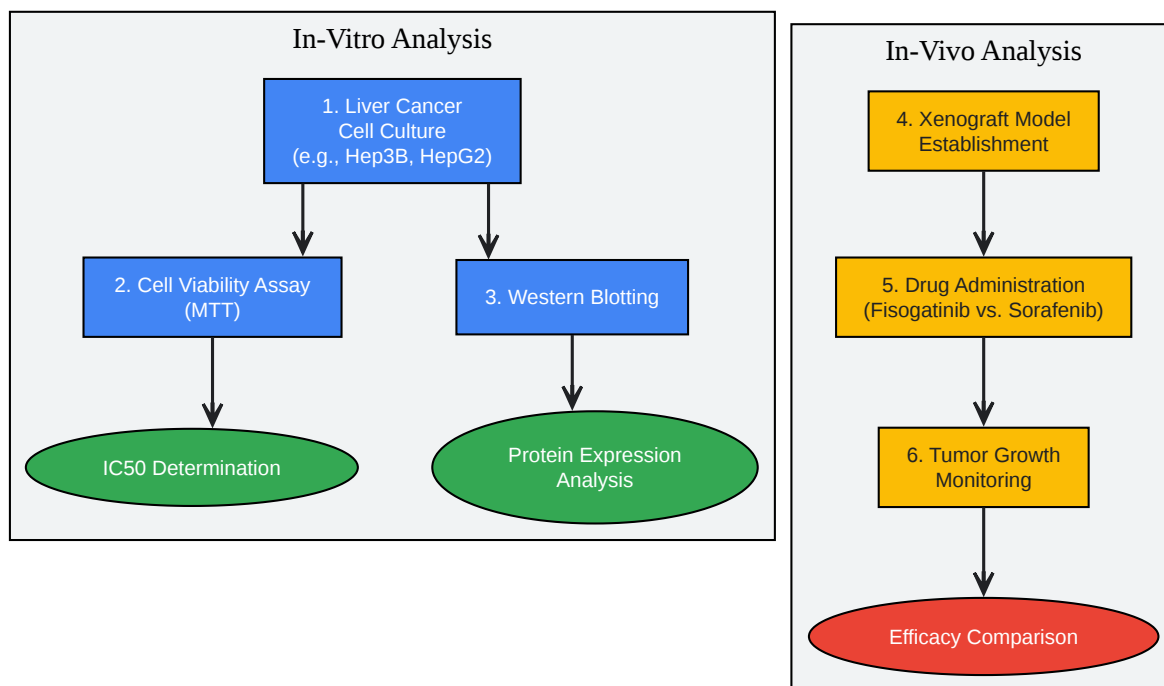 In-Vitro Analysis
1. Liver Cancer
Cell Culture
(e.g., Hep3B, HepG2)
2. Cell Viability Assay
(MTT)
3. Western Blotting
IC50 Determination
Protein Expression
Analysis
In-Vivo Analysis
4. Xenograft Model
Establishment
5. Drug Administration
(Fisogatinib vs. Sorafenib)
6. Tumor Growth
Monitoring
Efficacy Comparison